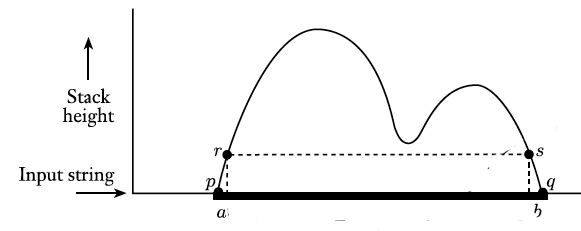 Stack
height
r
s
Input string
p
q
a
b